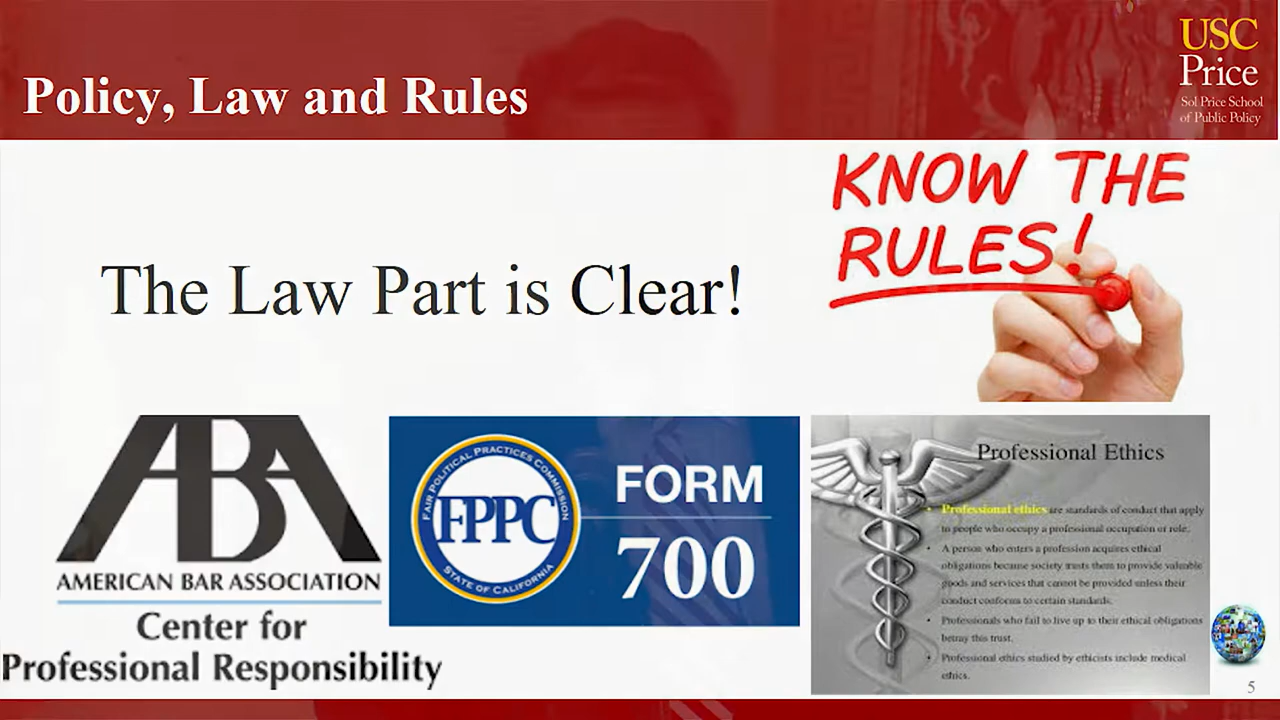 Policy, Law and Rules
USC
Price
Sol Price School
of Public Policy
The Law Part is Clear!
KNOW THE
RULES!
ABA
AMERICAN BAR ASSOCIATION
Center for
Professional Responsibility
FAIR POLITICAL PRACTICES COMMISSION
FPPC
STATE OF CALIFORNIA
FORM
700
Professional Ethics
• Professional ethics are standards of conduct that apply
to people who occupy a professional occupation or role.
• A person who enters a profession acquires ethical
obligations because society trusts them to provide valuable
goods and services that cannot be provided unless their
conduct conforms to certain standards.
• Professionals who fail to live up to their ethical obligations
betray this trust.
• Professional ethics studied by ethicists include medical
ethics.
5